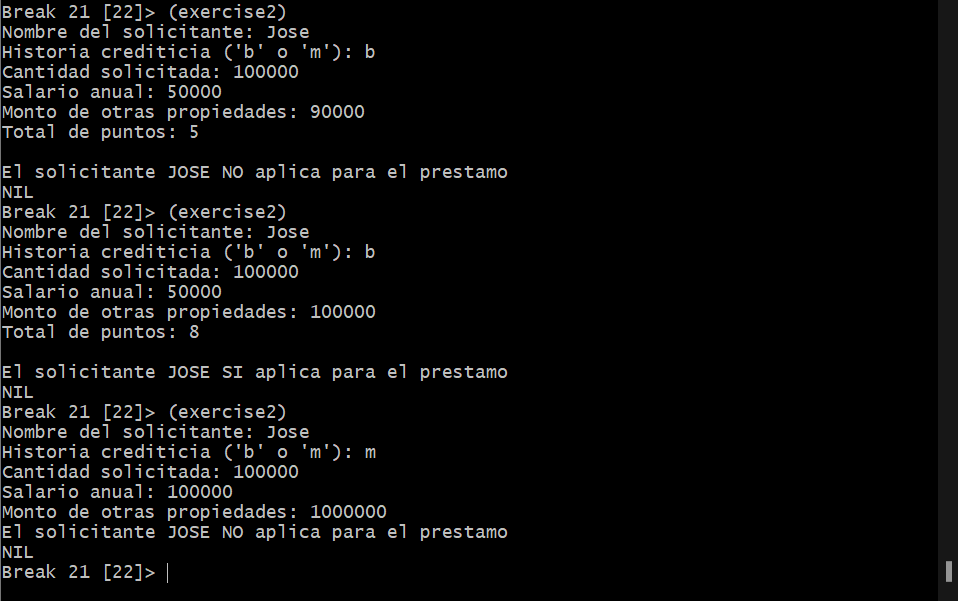 Break 21 [22]> (exercise2)
Nombre del solicitante: Jose
Historia crediticia ('b' o 'm'): b
Cantidad solicitada: 100000
Salario anual: 50000
Monto de otras propiedades: 90000
Total de puntos: 5
El solicitante JOSE NO aplica para el prestamo
NIL
Break 21 [22]> (exercise2)
Nombre del solicitante: Jose
Historia crediticia ('b' o 'm'): b
Cantidad solicitada: 100000
Salario anual: 50000
Monto de otras propiedades: 100000
Total de puntos: 8
El solicitante JOSE SI aplica para el prestamo
NIL
Break 21 [22]> (exercise2)
Nombre del solicitante: Jose
Historia crediticia ('b' o 'm'): m
Cantidad solicitada: 100000
Salario anual: 100000
Monto de otras propiedades: 1000000
El solicitante JOSE NO aplica para el prestamo
NIL
Break 21 [22]>